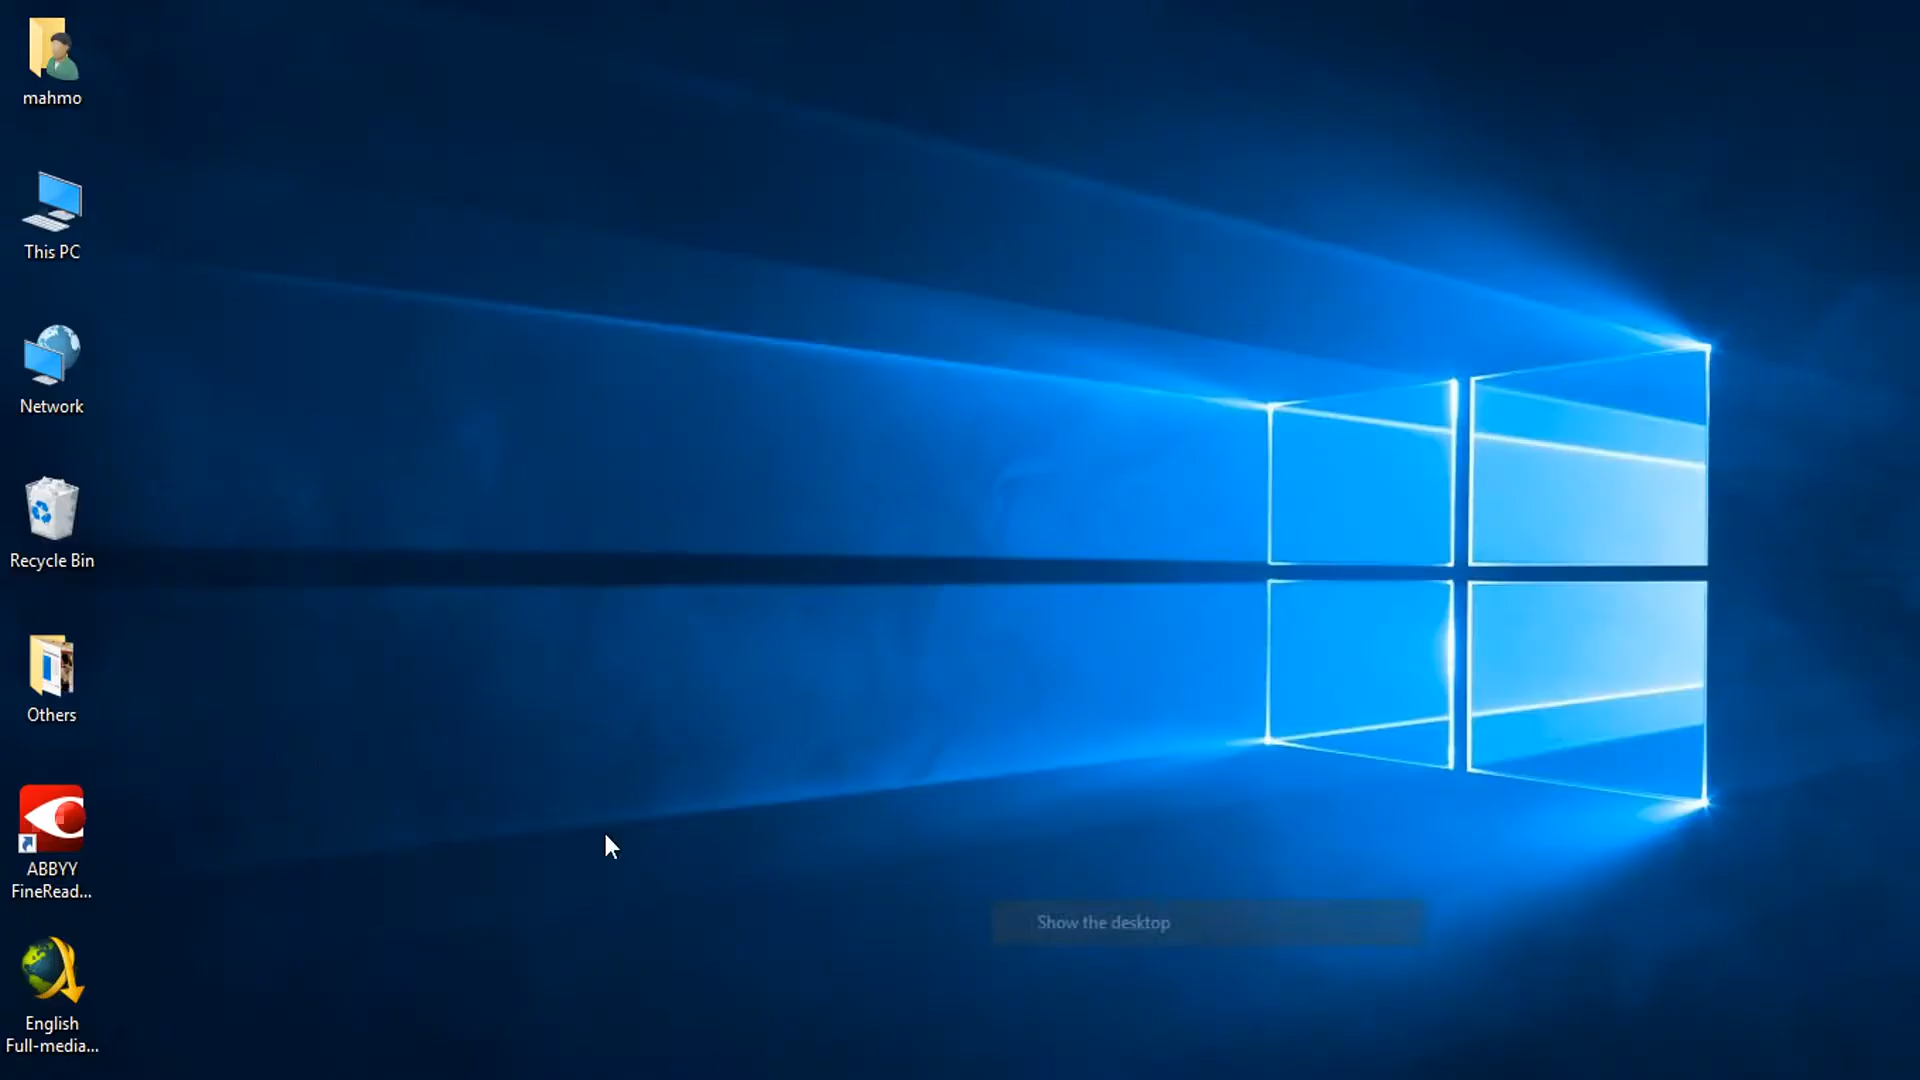 mahmo
This PC
Network
Recycle Bin
Others
ABBYY
FineRead...
English
Full-media...
Show the desktop